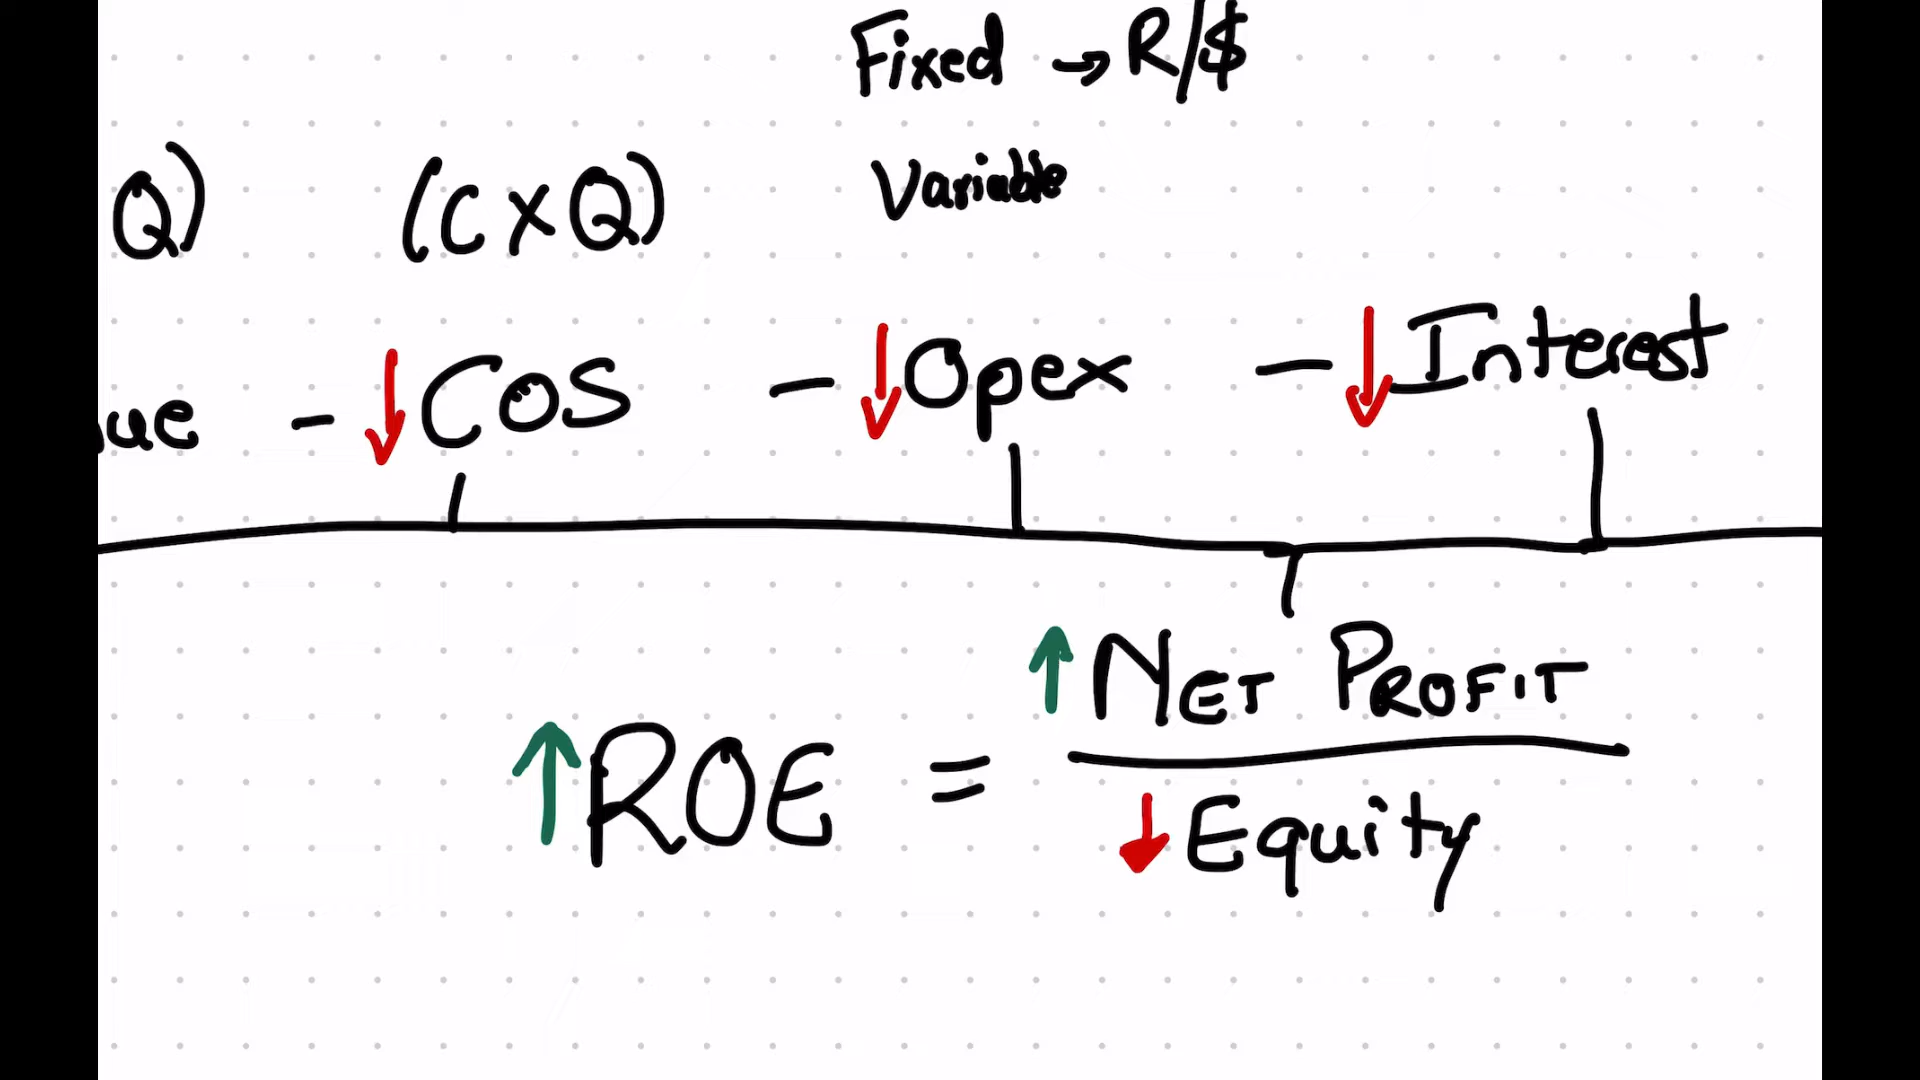 Fixed → R/$
Q) (C x Q) Variable
ue - ↓ COS - ↓ Opex - ↓ Interest
↑ NET PROFIT
↑ ROE =
↓ Equity